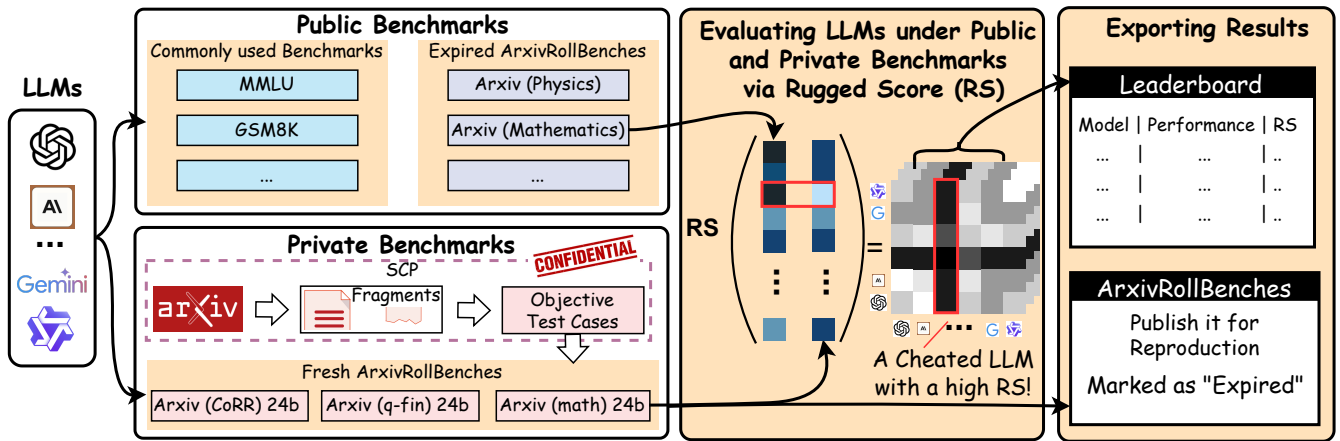 LLMs
AI
...
Gemini
Public Benchmarks
Commonly used Benchmarks
MMLU
GSM8K
...
Expired ArxivRollBenches
Arxiv (Physics)
Arxiv (Mathematics)
...
Private Benchmarks
CONFIDENTIAL
SCP
arXiv
Fragments
Objective
Test Cases
Fresh ArxivRollBenches
Arxiv (CoRR) 24b
Arxiv (q-fin) 24b
Arxiv (math) 24b
Evaluating LLMs under Public
and Private Benchmarks
via Rugged Score (RS)
RS
=
G
AI
AI
...
G
A Cheated LLM
with a high RS!
Exporting Results
Leaderboard
Model | Performance | RS
... | ... | ..
... | ... | ..
... | ... | ..
ArxivRollBenches
Publish it for
Reproduction
Marked as "Expired"